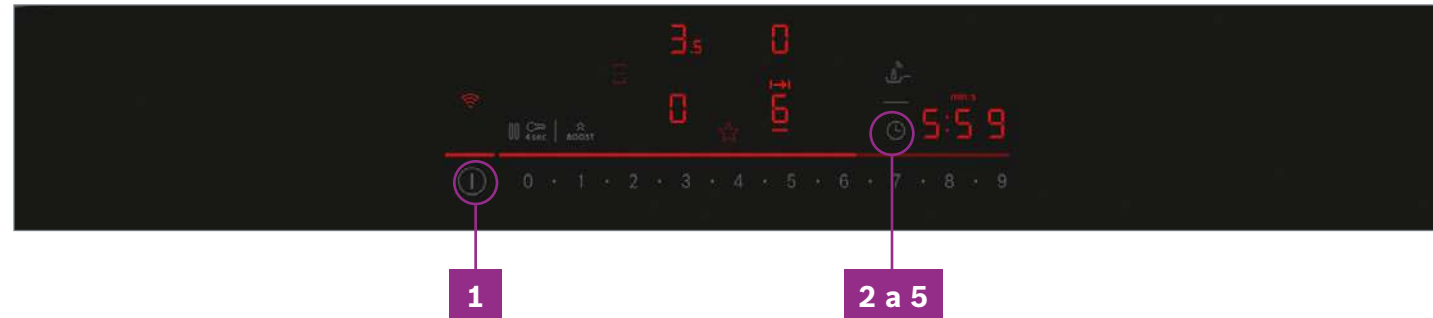 3.5 0
0 6
min.s
5:59
4 sec BOOST
0 · 1 · 2 · 3 · 4 · 5 · 6 · 7 · 8 · 9
1 2 a 5